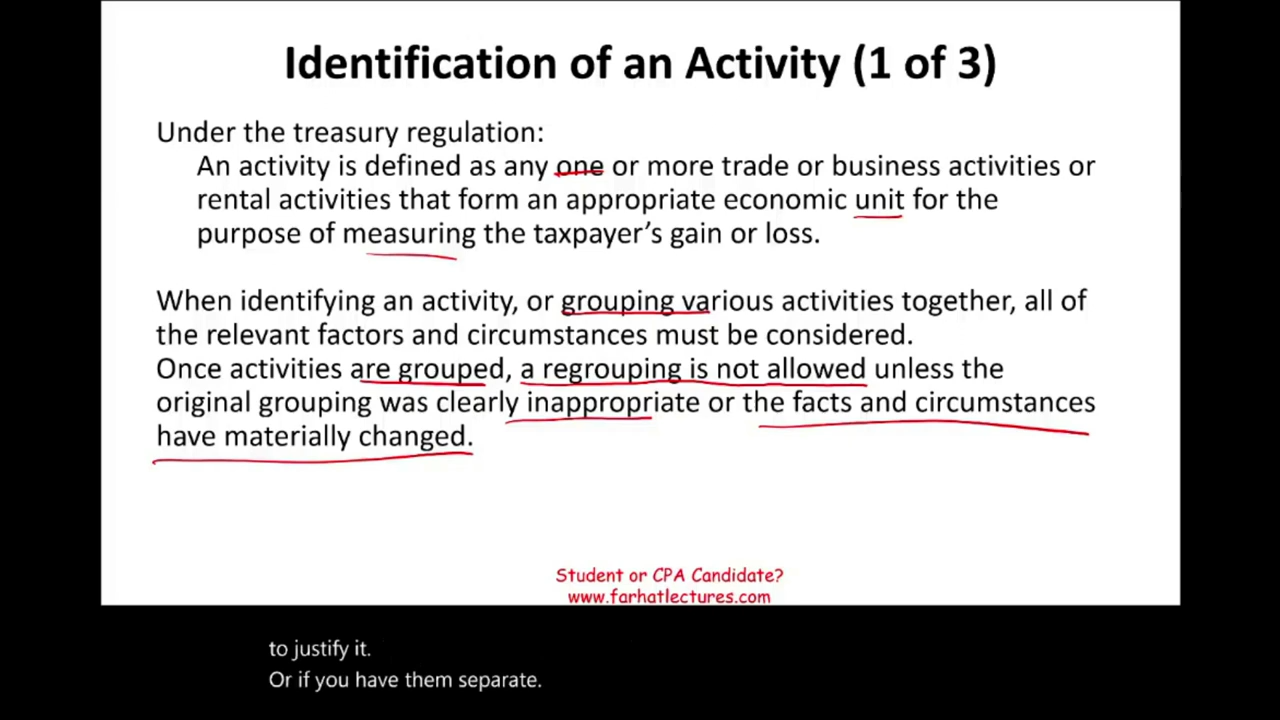 Identification of an Activity (1 of 3)
Under the treasury regulation:
An activity is defined as any one or more trade or business activities or
rental activities that form an appropriate economic unit for the
purpose of measuring the taxpayer’s gain or loss.
When identifying an activity, or grouping various activities together, all of
the relevant factors and circumstances must be considered.
Once activities are grouped, a regrouping is not allowed unless the
original grouping was clearly inappropriate or the facts and circumstances
have materially changed.
Student or CPA Candidate?
www.farhatlectures.com
to justify it.
Or if you have them separate.